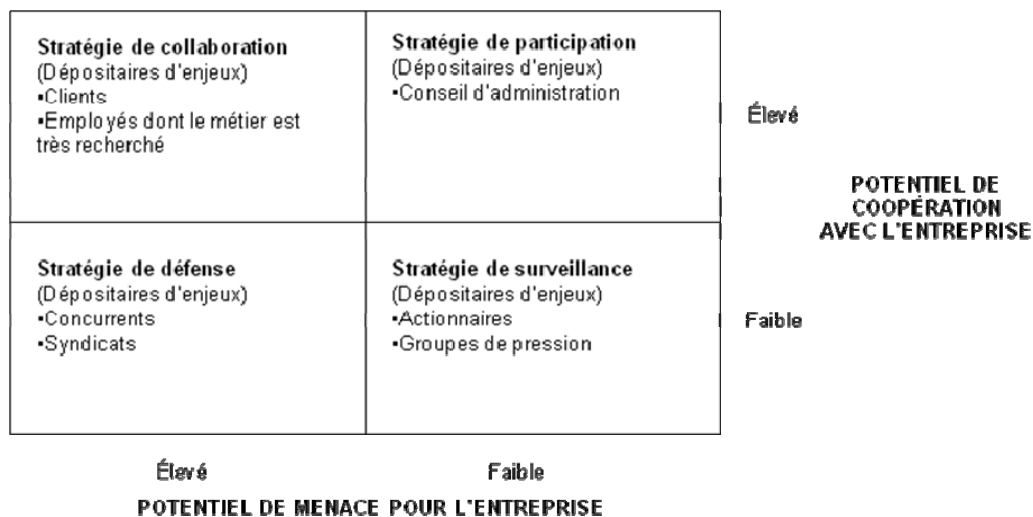 Stratégie de collaboration
(Dépositaires d'enjeux)
▪Clients
▪Employés dont le métier est
très recherché
Stratégie de participation
(Dépositaires d'enjeux)
▪Conseil d'administration
Élevé
POTENTIEL DE
COOPÉRATION
AVEC L'ENTREPRISE
Stratégie de défense
(Dépositaires d'enjeux)
▪Concurrents
▪Syndicats
Stratégie de surveillance
(Dépositaires d'enjeux)
▪Actionnaires
▪Groupes de pression
Faible
Élevé
Faible
POTENTIEL DE MENACE POUR L'ENTREPRISE